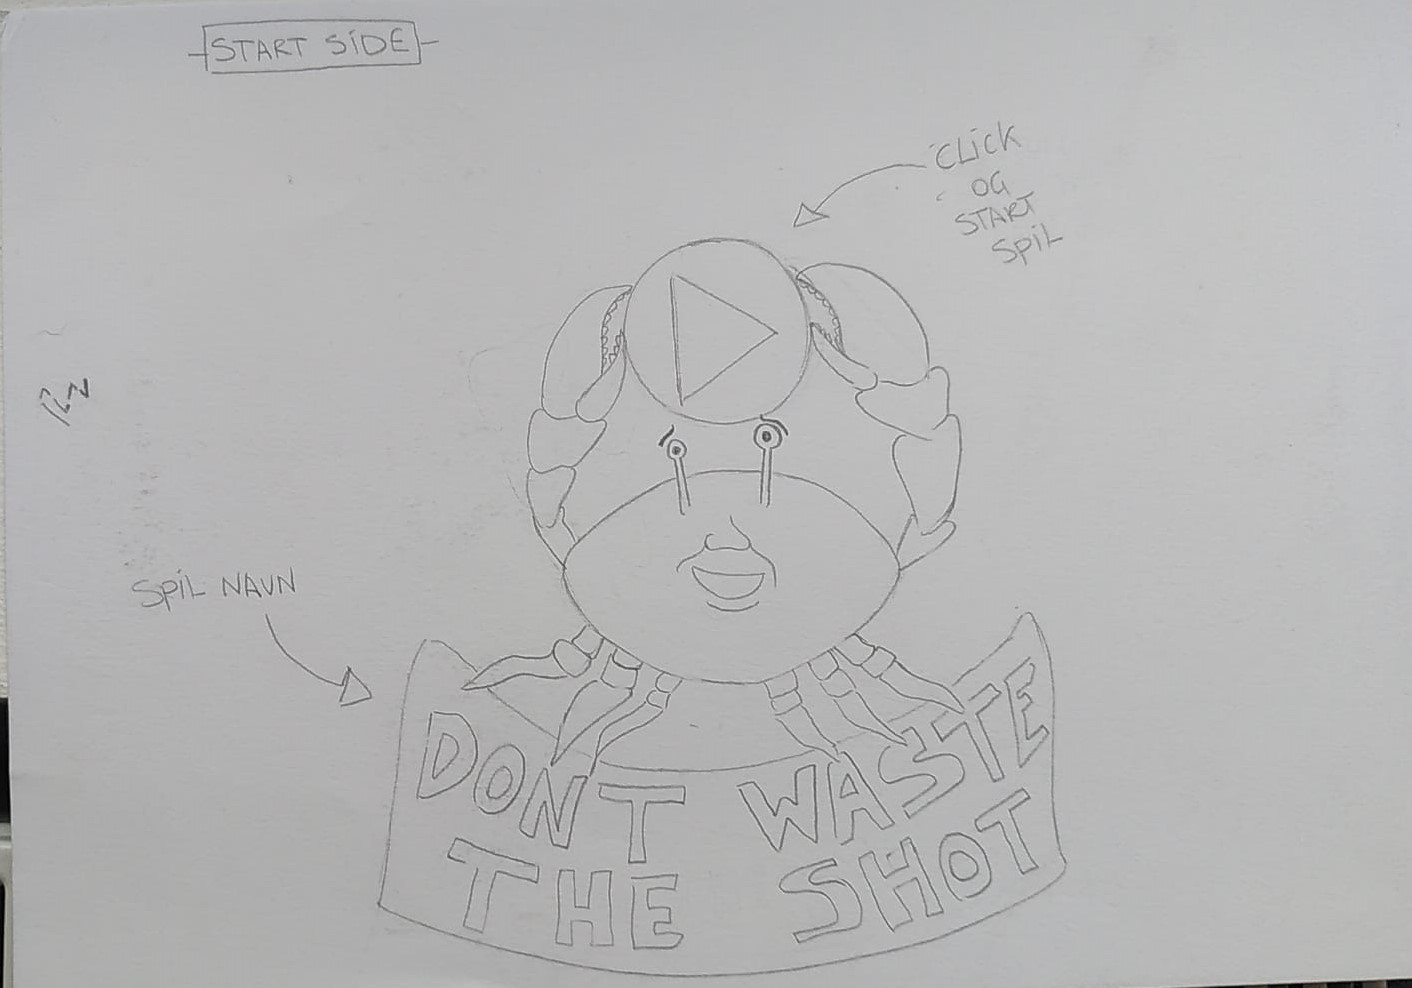 START SIDE
CLICK
OG
START
SPIL
SPIL NAVN
DONT WASTE
THE SHOT